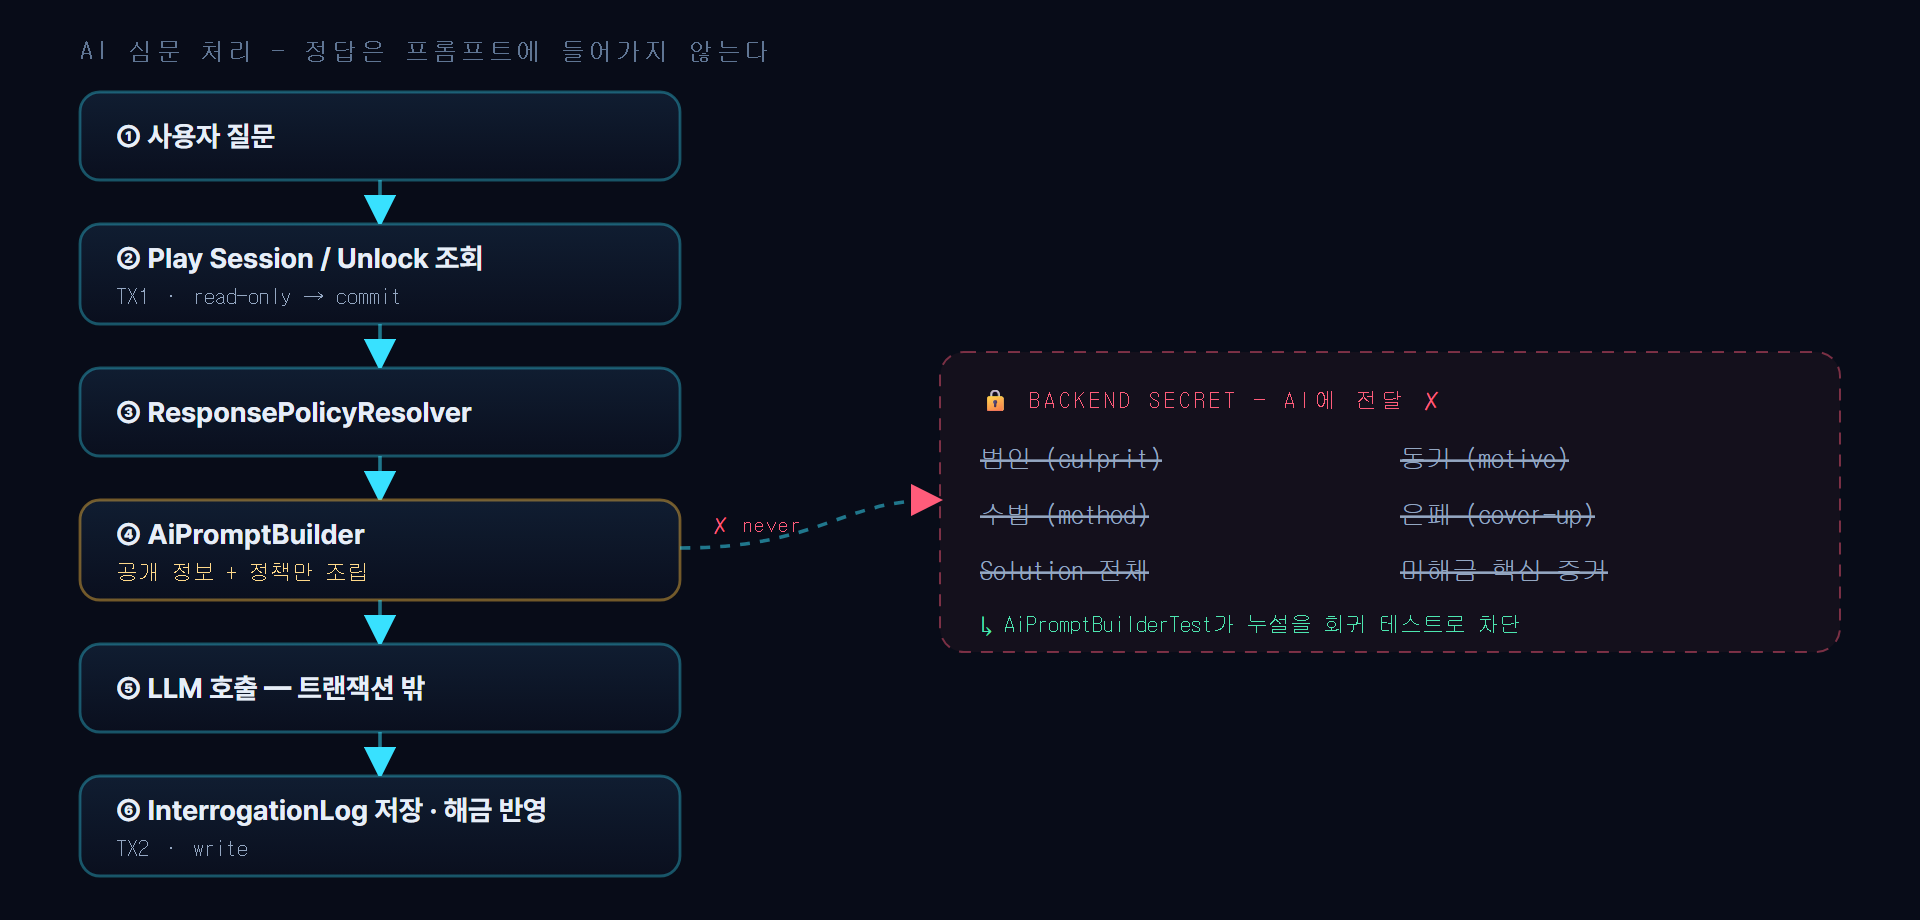 AI 심문 처리 - 정답은 프롬프트에 들어가지 않는다
① 사용자 질문
② Play Session / Unlock 조회
TX1 · read-only → commit
③ ResponsePolicyResolver
④ AiPromptBuilder
공개 정보 + 정책만 조립
✗ never
⑤ LLM 호출 — 트랜잭션 밖
⑥ InterrogationLog 저장 · 해금 반영
TX2 · write
🔒 BACKEND SECRET - AI에 전달 ✗
범인 (culprit)
동기 (motive)
수법 (method)
은폐 (cover-up)
Solution 전체
미해금 핵심 증거
↳ AiPromptBuilderTest가 누설을 회귀 테스트로 차단